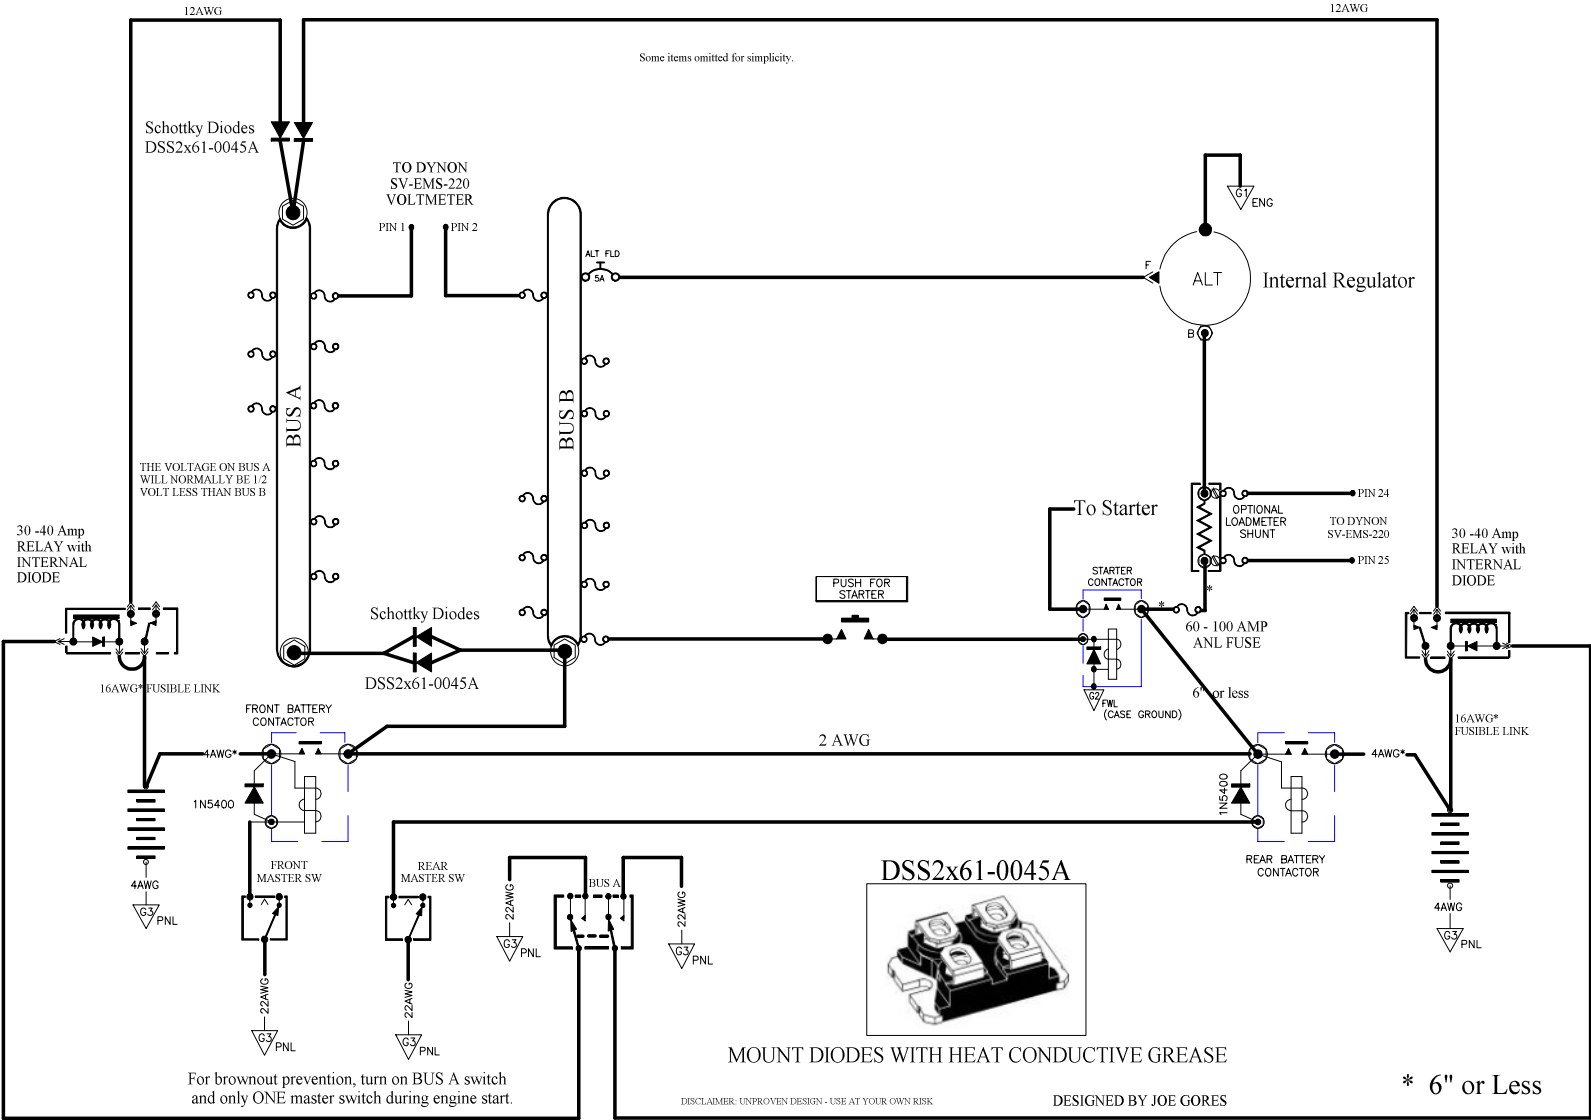 12AWG
12AWG
Some items omitted for simplicity.
Schottky Diodes
DSS2x61-0045A
TO DYNON
SV-EMS-220
VOLTMETER
PIN 1
PIN 2
G1
ENG
ALT FLD
5A
F
ALT
Internal Regulator
B
BUS A
BUS B
THE VOLTAGE ON BUS A
WILL NORMALLY BE 1/2
VOLT LESS THAN BUS B
PIN 24
OPTIONAL
LOADMETER
SHUNT
TO DYNON
SV-EMS-220
PIN 25
To Starter
30 -40 Amp
RELAY with
INTERNAL
DIODE
30 -40 Amp
RELAY with
INTERNAL
DIODE
STARTER
CONTACTOR
PUSH FOR
STARTER
*
*
60 - 100 AMP
ANL FUSE
Schottky Diodes
DSS2x61-0045A
16AWG* FUSIBLE LINK
G2
FWL
(CASE GROUND)
6" or less
FRONT BATTERY
CONTACTOR
16AWG*
FUSIBLE LINK
4AWG*
2 AWG
4AWG*
1N5400
1N5400
REAR BATTERY
CONTACTOR
4AWG
G3
PNL
FRONT
MASTER SW
REAR
MASTER SW
BUS A
22AWG
G3
PNL
22AWG
G3
PNL
22AWG
G3
PNL
22AWG
G3
PNL
4AWG
G3
PNL
DSS2x61-0045A
MOUNT DIODES WITH HEAT CONDUCTIVE GREASE
For brownout prevention, turn on BUS A switch
and only ONE master switch during engine start.
DISCLAIMER: UNPROVEN DESIGN - USE AT YOUR OWN RISK
DESIGNED BY JOE GORES
* 6" or Less